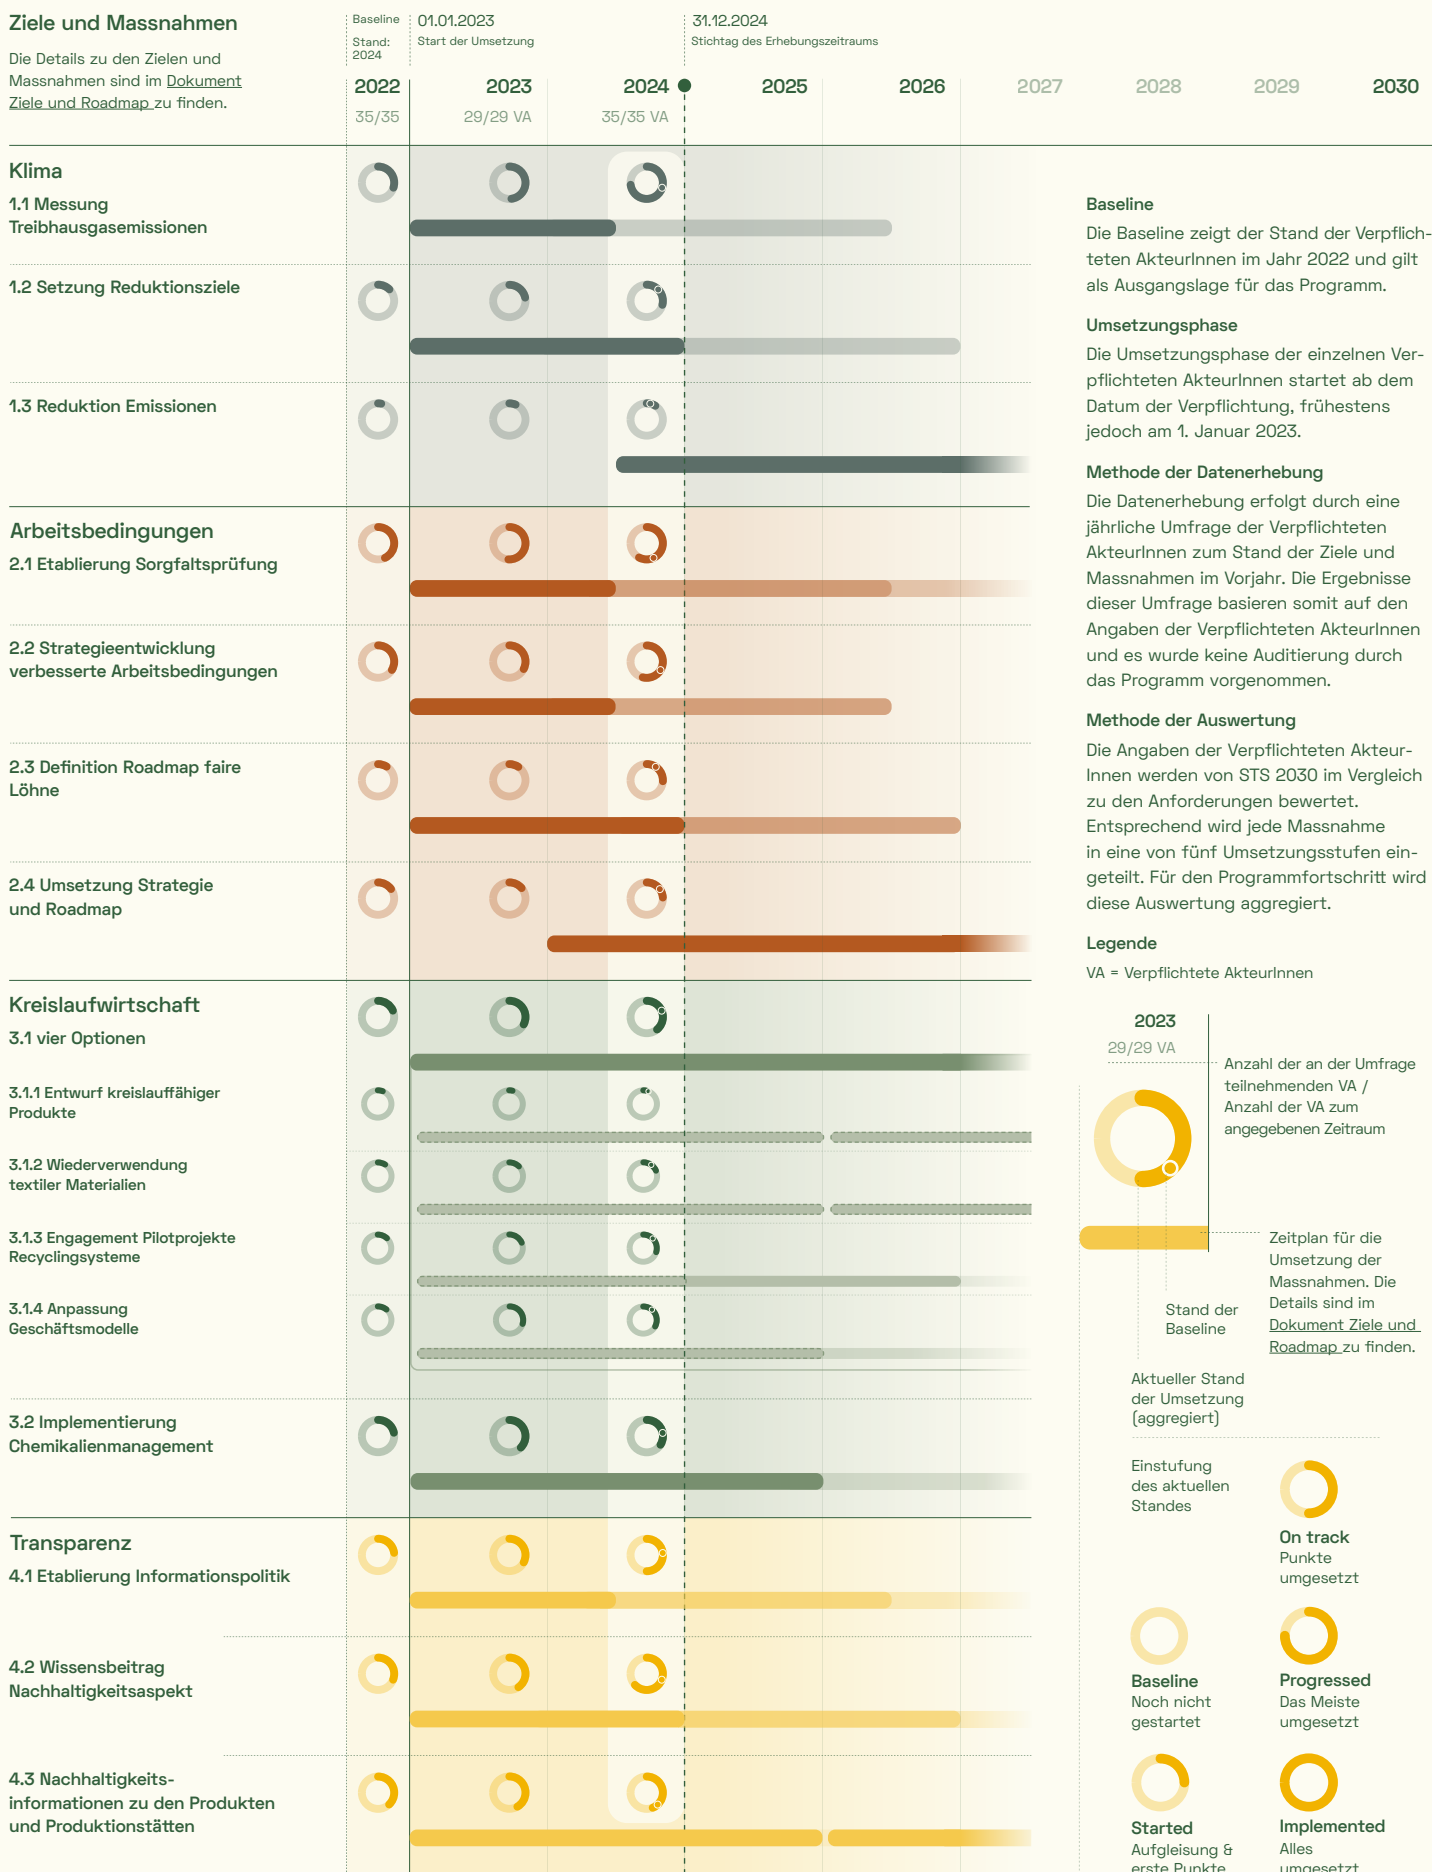 Ziele und Massnahmen
Die Details zu den Zielen und
Massnahmen sind im Dokument
Ziele und Roadmap zu finden.
Baseline
Stand:
2024
01.01.2023
Start der Umsetzung
31.12.2024
Stichtag des Erhebungszeitraums
2022
2023
2024
2025
2026
2027
2028
2029
2030
35/35
29/29 VA
35/35 VA
Klima
1.1 Messung
Treibhausgasemissionen
1.2 Setzung Reduktionsziele
1.3 Reduktion Emissionen
Arbeitsbedingungen
2.1 Etablierung Sorgfaltsprüfung
2.2 Strategieentwicklung
verbesserte Arbeitsbedingungen
2.3 Definition Roadmap faire
Löhne
2.4 Umsetzung Strategie
und Roadmap
Kreislaufwirtschaft
3.1 vier Optionen
3.1.1 Entwurf kreislauffähiger
Produkte
3.1.2 Wiederverwendung
textiler Materialien
3.1.3 Engagement Pilotprojekte
Recyclingsysteme
3.1.4 Anpassung
Geschäftsmodelle
3.2 Implementierung
Chemikalienmanagement
Transparenz
4.1 Etablierung Informationspolitik
4.2 Wissensbeitrag
Nachhaltigkeitsaspekt
4.3 Nachhaltigkeits-
informationen zu den Produkten
und Produktionstätten
Baseline
Die Baseline zeigt der Stand der Verpflich-
teten AkteurInnen im Jahr 2022 und gilt
als Ausgangslage für das Programm.
Umsetzungsphase
Die Umsetzungsphase der einzelnen Ver-
pflichteten AkteurInnen startet ab dem
Datum der Verpflichtung, frühestens
jedoch am 1. Januar 2023.
Methode der Datenerhebung
Die Datenerhebung erfolgt durch eine
jährliche Umfrage der Verpflichteten
AkteurInnen zum Stand der Ziele und
Massnahmen im Vorjahr. Die Ergebnisse
dieser Umfrage basieren somit auf den
Angaben der Verpflichteten AkteurInnen
und es wurde keine Auditierung durch
das Programm vorgenommen.
Methode der Auswertung
Die Angaben der Verpflichteten Akteur-
Innen werden von STS 2030 im Vergleich
zu den Anforderungen bewertet.
Entsprechend wird jede Massnahme
in eine von fünf Umsetzungsstufen ein-
geteilt. Für den Programmfortschritt wird
diese Auswertung aggregiert.
Legende
VA = Verpflichtete AkteurInnen
2023
29/29 VA
Anzahl der an der Umfrage
teilnehmenden VA /
Anzahl der VA zum
angegebenen Zeitraum
Zeitplan für die
Umsetzung der
Massnahmen. Die
Details sind im
Dokument Ziele und
Roadmap zu finden.
Stand der
Baseline
Aktueller Stand
der Umsetzung
(aggregiert)
Einstufung
des aktuellen
Standes
On track
Punkte
umgesetzt
Baseline
Noch nicht
gestartet
Progressed
Das Meiste
umgesetzt
Started
Aufgleisung &
erste Punkte
Implemented
Alles
umgesetzt